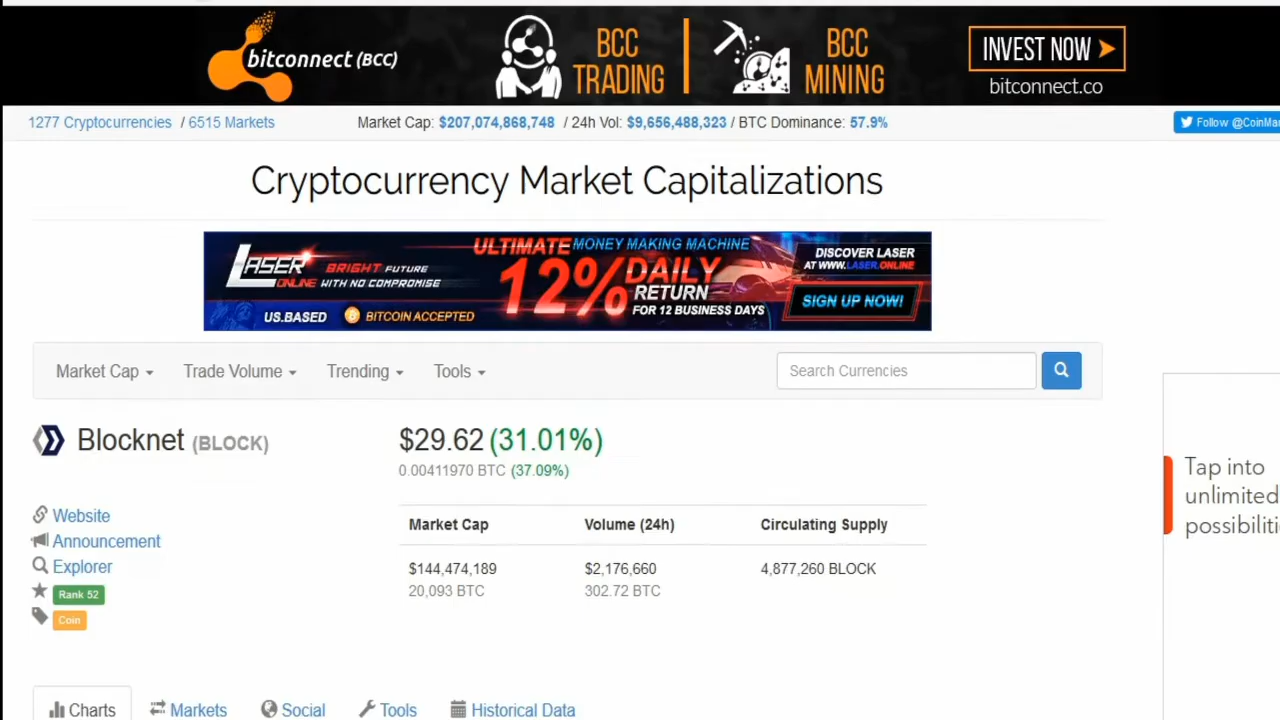 bitconnect (BCC)
BCC TRADING
BCC MINING
INVEST NOW
bitconnect.co
1277 Cryptocurrencies / 6515 Markets
Market Cap: $207,074,868,748 / 24h Vol: $9,656,488,323 / BTC Dominance: 57.9%
Follow @CoinMa
Cryptocurrency Market Capitalizations
LASER ONLINE
BRIGHT FUTURE
WITH NO COMPROMISE
US.BASED
BITCOIN ACCEPTED
ULTIMATE MONEY MAKING MACHINE
12% DAILY
RETURN
FOR 12 BUSINESS DAYS
DISCOVER LASER
AT WWW.LASER.ONLINE
SIGN UP NOW!
Market Cap
Trade Volume
Trending
Tools
Search Currencies
Blocknet (BLOCK)
$29.62 (31.01%)
0.00411970 BTC (37.09%)
Website
Announcement
Explorer
Rank 52
Coin
Market Cap Volume (24h) Circulating Supply
$144,474,189 $2,176,660 4,877,260 BLOCK
20,093 BTC 302.72 BTC
Tap into
unlimited
possibiliti
Charts Markets Social Tools Historical Data